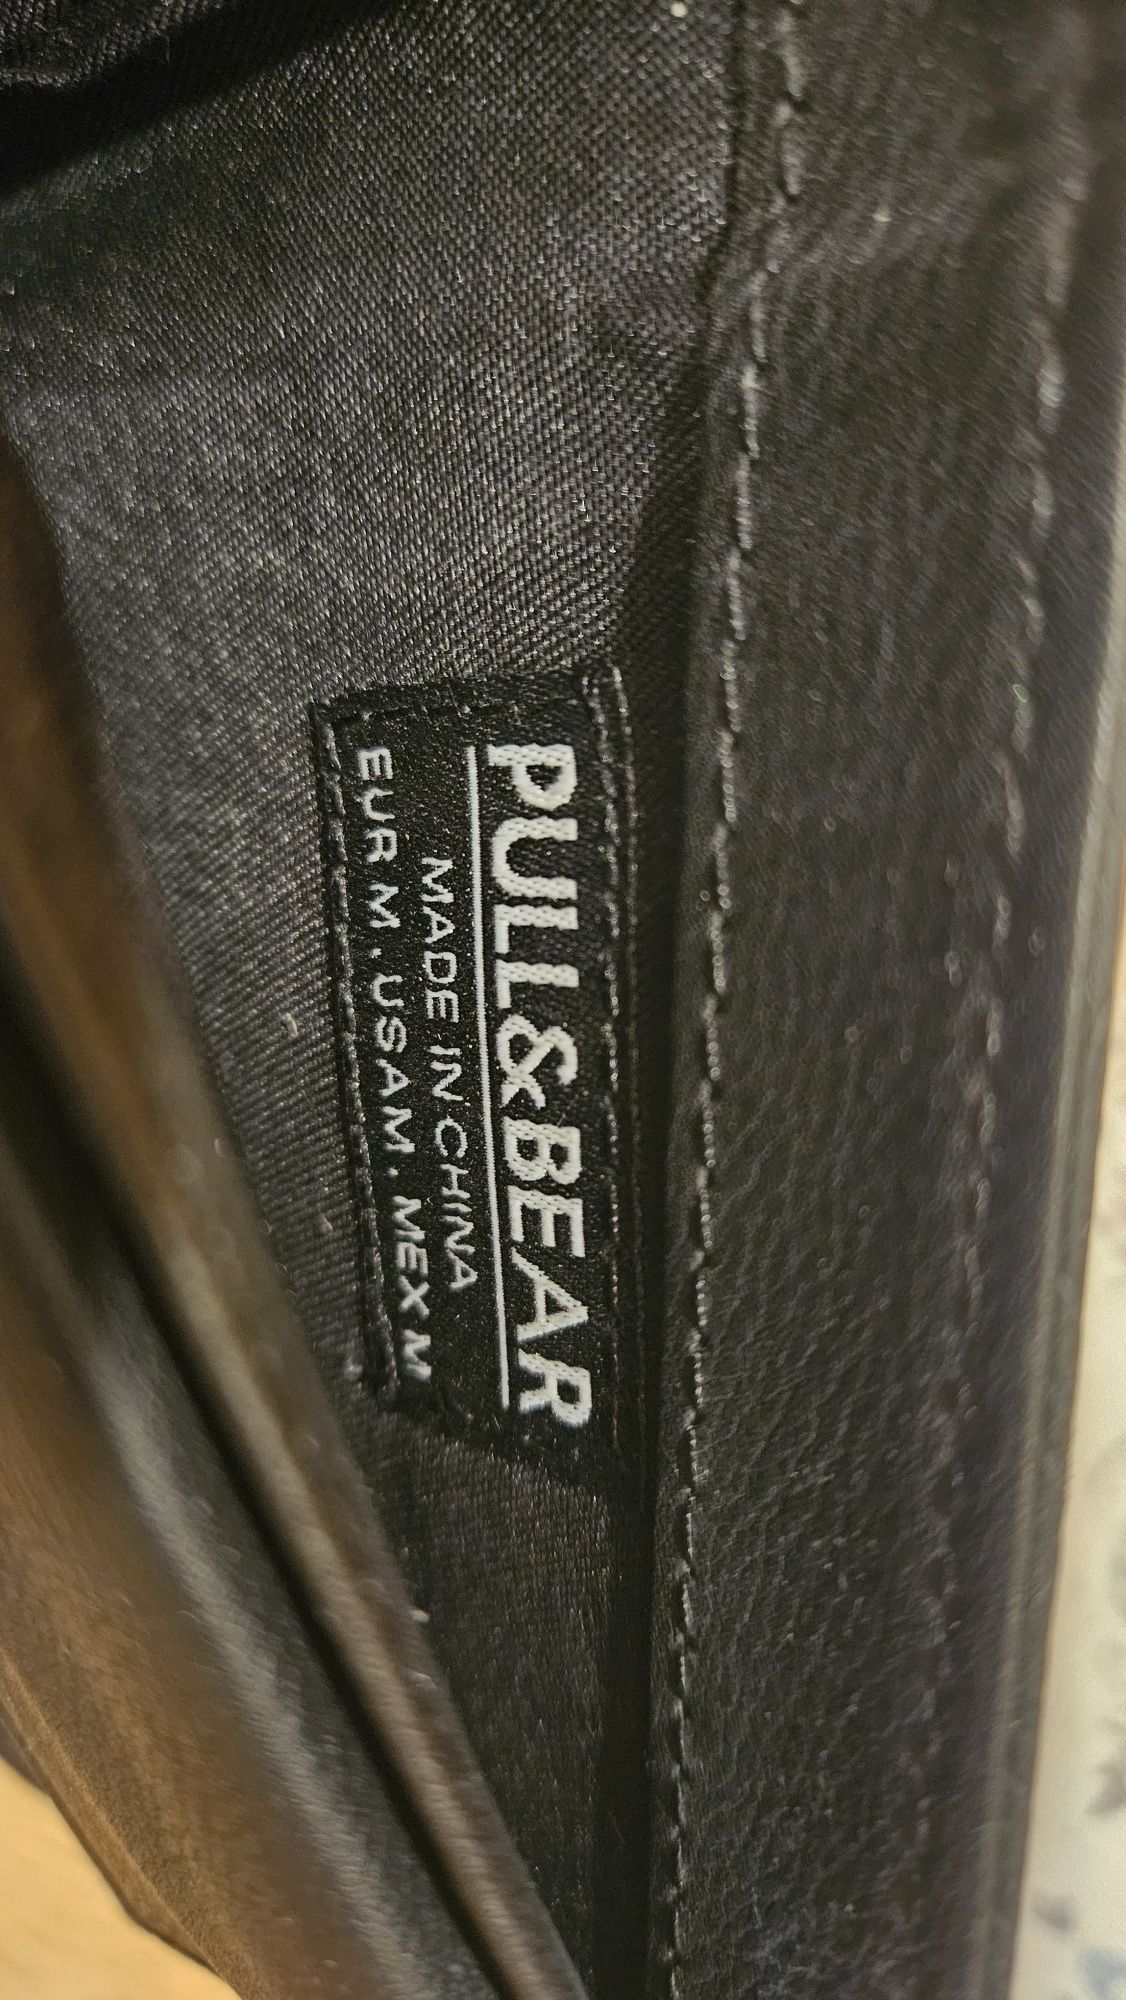 PULL&BEAR
MADE IN CHINA
EUR M . USA M . MEX M